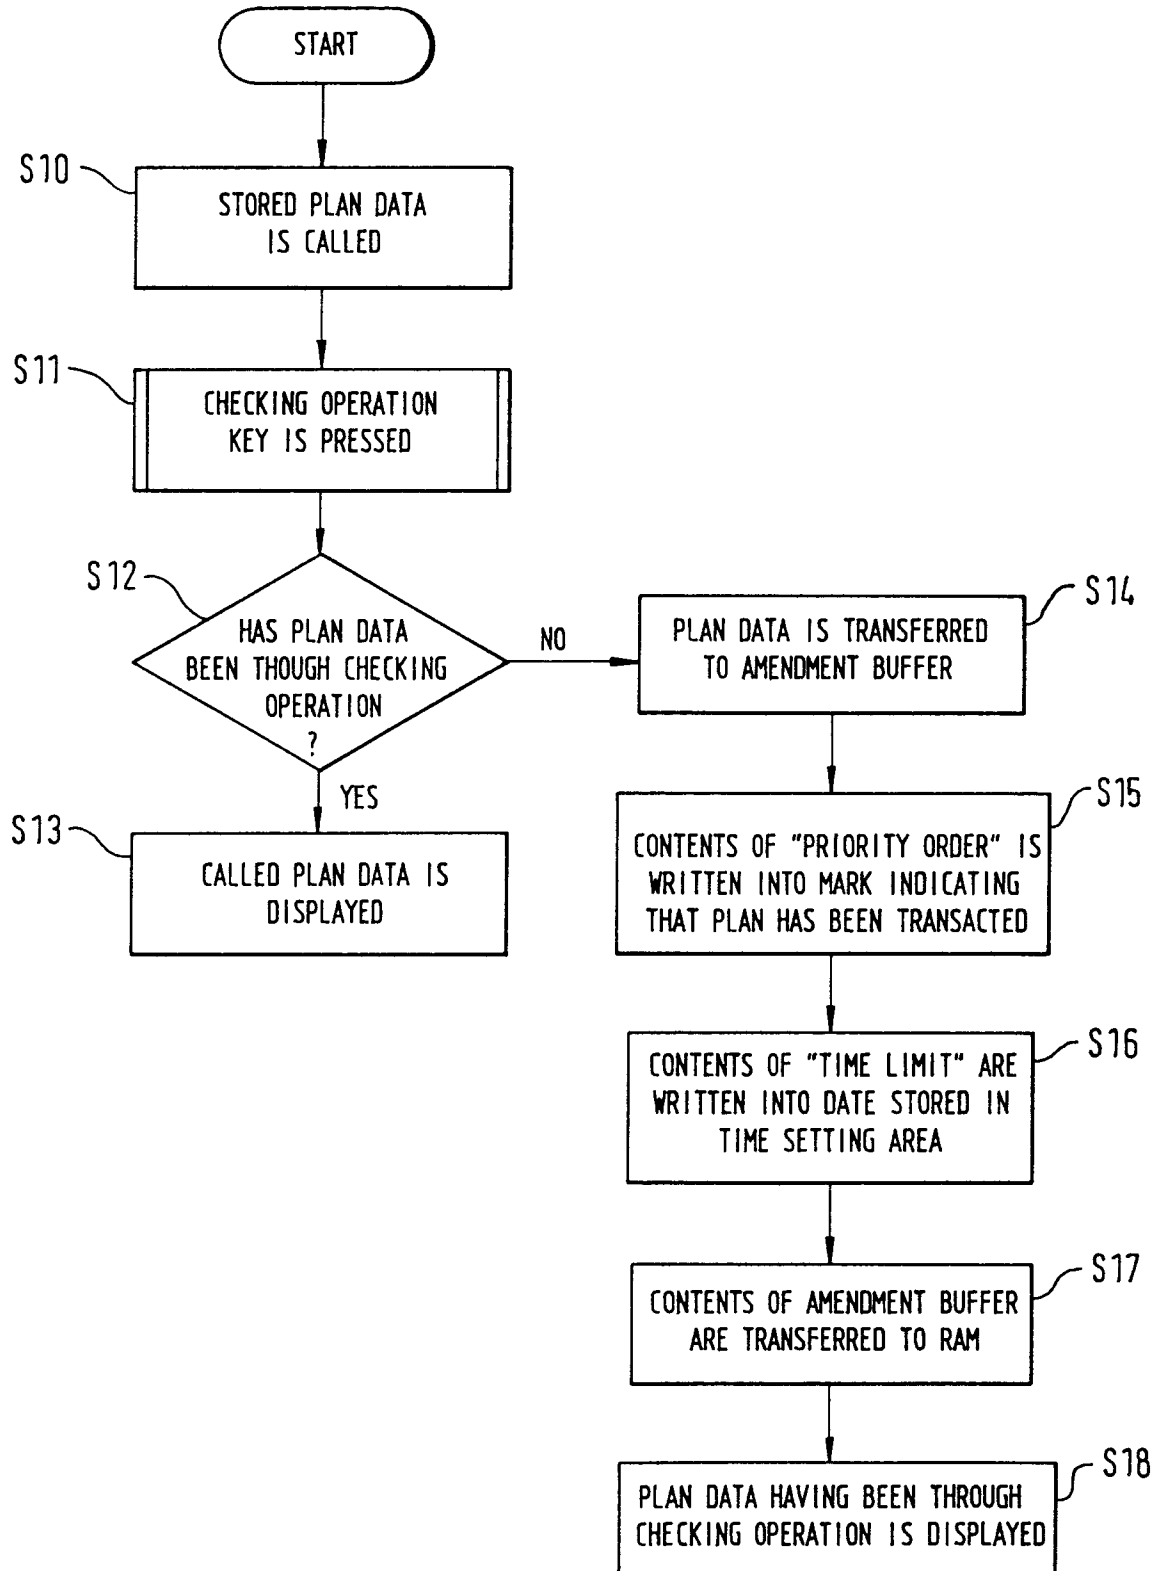 START
S10
STORED PLAN DATA
IS CALLED
S11
CHECKING OPERATION
KEY IS PRESSED
S12
HAS PLAN DATA
BEEN THOUGH CHECKING
OPERATION
?
NO
YES
S13
CALLED PLAN DATA IS
DISPLAYED
S14
PLAN DATA IS TRANSFERRED
TO AMENDMENT BUFFER
S15
CONTENTS OF "PRIORITY ORDER" IS
WRITTEN INTO MARK INDICATING
THAT PLAN HAS BEEN TRANSACTED
S16
CONTENTS OF "TIME LIMIT" ARE
WRITTEN INTO DATE STORED IN
TIME SETTING AREA
S17
CONTENTS OF AMENDMENT BUFFER
ARE TRANSFERRED TO RAM
S18
PLAN DATA HAVING BEEN THROUGH
CHECKING OPERATION IS DISPLAYED